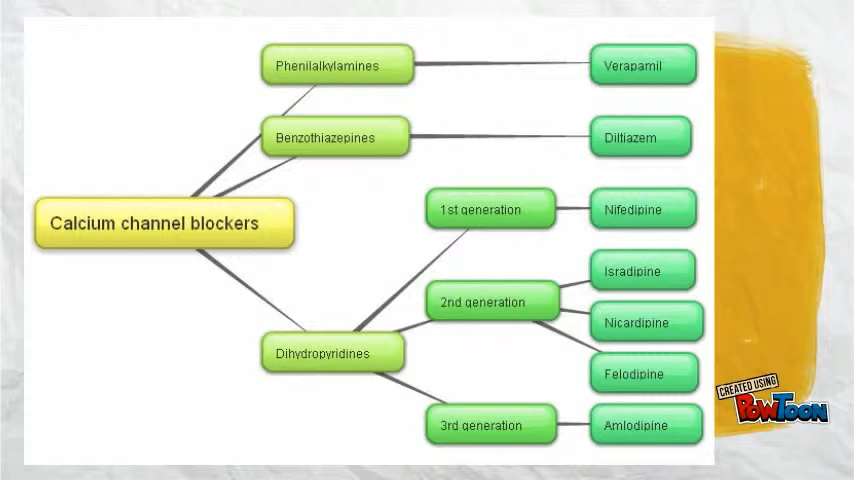 Phenilalkylamines
Verapamil
Benzothiazepines
Diltiazem
Calcium channel blockers
1st generation
Nifedipine
Isradipine
2nd generation
Nicardipine
Dihydropyridines
Felodipine
3rd generation
Amlodipine
CREATED USING
POWTOON